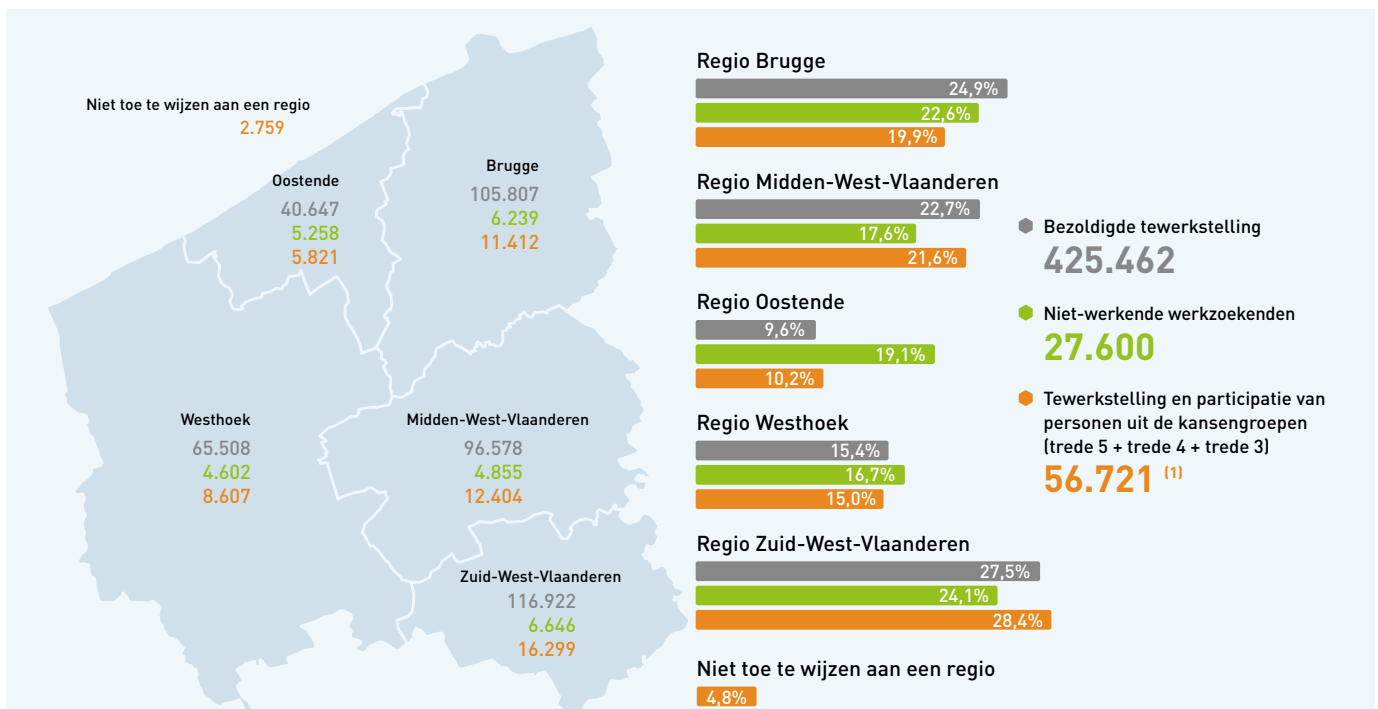 Niet toe te wijzen aan een regio
2.759
Oostende
40.647
5.258
5.821
Brugge
105.807
6.239
11.412
Westhoek
65.508
4.602
8.607
Midden-West-Vlaanderen
96.578
4.855
12.404
Zuid-West-Vlaanderen
116.922
6.646
16.299
Regio Brugge
24,9%
22,6%
19,9%
Regio Midden-West-Vlaanderen
22,7%
17,6%
21,6%
Regio Oostende
9,6%
19,1%
10,2%
Regio Westhoek
15,4%
16,7%
15,0%
Regio Zuid-West-Vlaanderen
27,5%
24,1%
28,4%
Niet toe te wijzen aan een regio
4,8%
Bezoldigde tewerkstelling
425.462
Niet-werkende werkzoekenden
27.600
Tewerkstelling en participatie van
personen uit de kansengroepen
(trede 5 + trede 4 + trede 3)
56.721 (1)